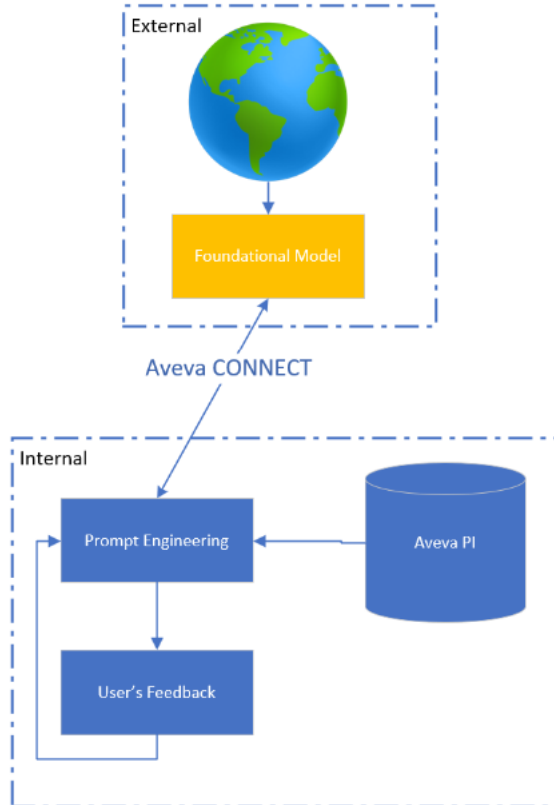 External
Foundational Model
Aveva CONNECT
Internal
Prompt Engineering
Aveva PI
User's Feedback